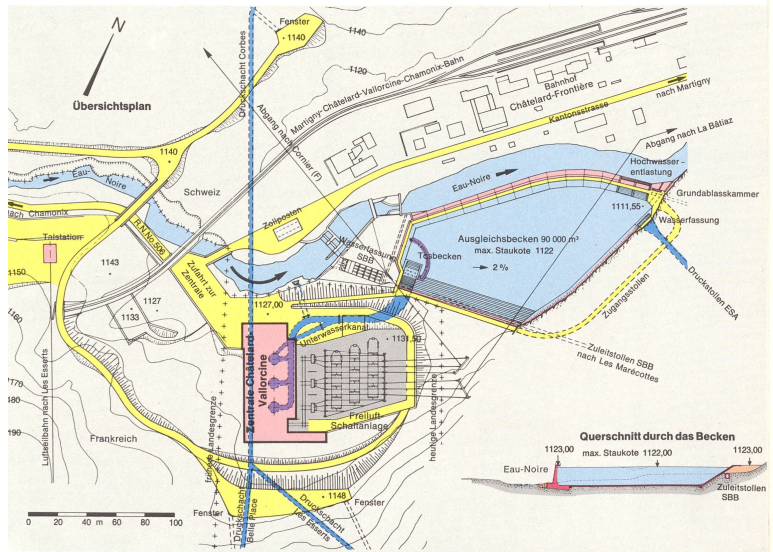 N
Übersichtsplan
Fenster
1140
1140
1120
Druckschacht Corbes
Abgang nach Cornier (F)
Martigny-Châtelard-Vallorcine-Chamonix-Bahn
Bahnhof
Châtelard-Frontière
Kantonsstrasse
nach Martigny
Abgang nach La Bâtiaz
Hochwasser-
entlastung
Grundablasskammer
1111,55
Wasserfassung
1140
Eau-
Noire
Schweiz
nach Chamonix
R.N. No. 506
Talstation
1150
1143
1127
1133
1160
1170
1180
1190
Zollposten
Zufahrt zur
Zentrale
Eau-Noire
Wasserfassung
SBB
Tosbecken
Ausgleichsbecken 90 000 m³
max. Staukote 1122
2 %
Druckstollen ESA
Zugangsstollen
Zuleitstollen SBB
nach Les Marécottes
1127,00
Unterwasserkanal
1131,50
Zentrale Châtelard-
Vallorcine
Freiluft-
Schaltanlage
Luftseilbahn nach Les Esserts
Frankreich
frühere Landesgrenze
heutige Landesgrenze
Fenster
Druckschacht
Belle Place
Druckschacht
Les Esserts
1148
Fenster
0 20 40 60 80 100
m
Querschnitt durch das Becken
1123,00
max. Staukote 1122,00
1123,00
Eau-Noire
Zuleitstollen
SBB